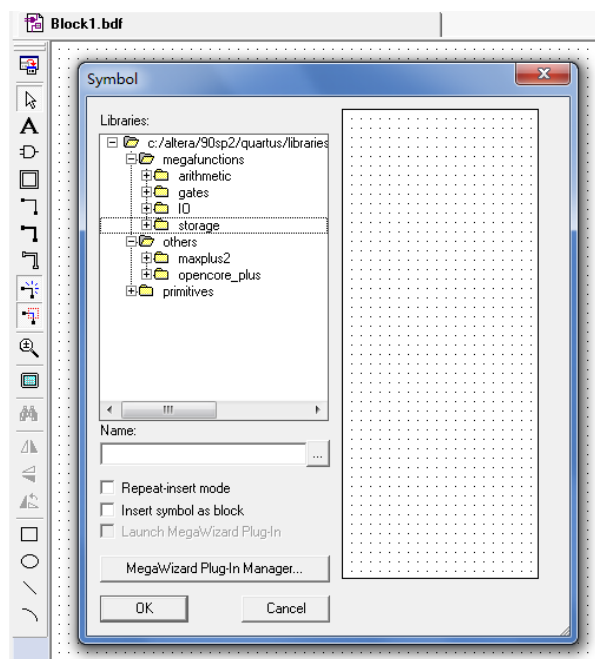 Block1.bdf
Symbol
Libraries:
c:/altera/90sp2/quartus/libraries
megafunctions
arithmetic
gates
IO
storage
others
maxplus2
opencore_plus
primitives
Name:
...
Repeat-insert mode
Insert symbol as block
Launch MegaWizard Plug-In
MegaWizard Plug-In Manager...
OK Cancel